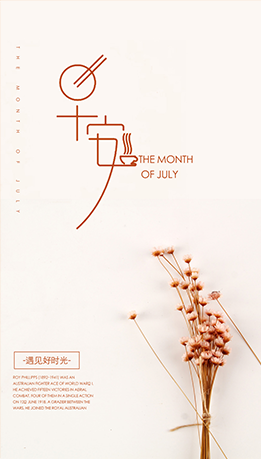 THE MONTH OF JULY
早安
THE MONTH
OF JULY
-遇见好时光-
ROY PHILLIPPS (1892-1941) WAS AN
AUSTRALIAN FIGHTER ACE OF WORLD WAR I.
HE ACHIEVED FIFTEEN VICTORIES IN AERIAL
COMBAT, FOUR OF THEM IN A SINGLE ACTION
ON 12 JUNE 1918. A GRAZIER BETWEEN THE
WARS, HE JOINED THE ROYAL AUSTRALIAN